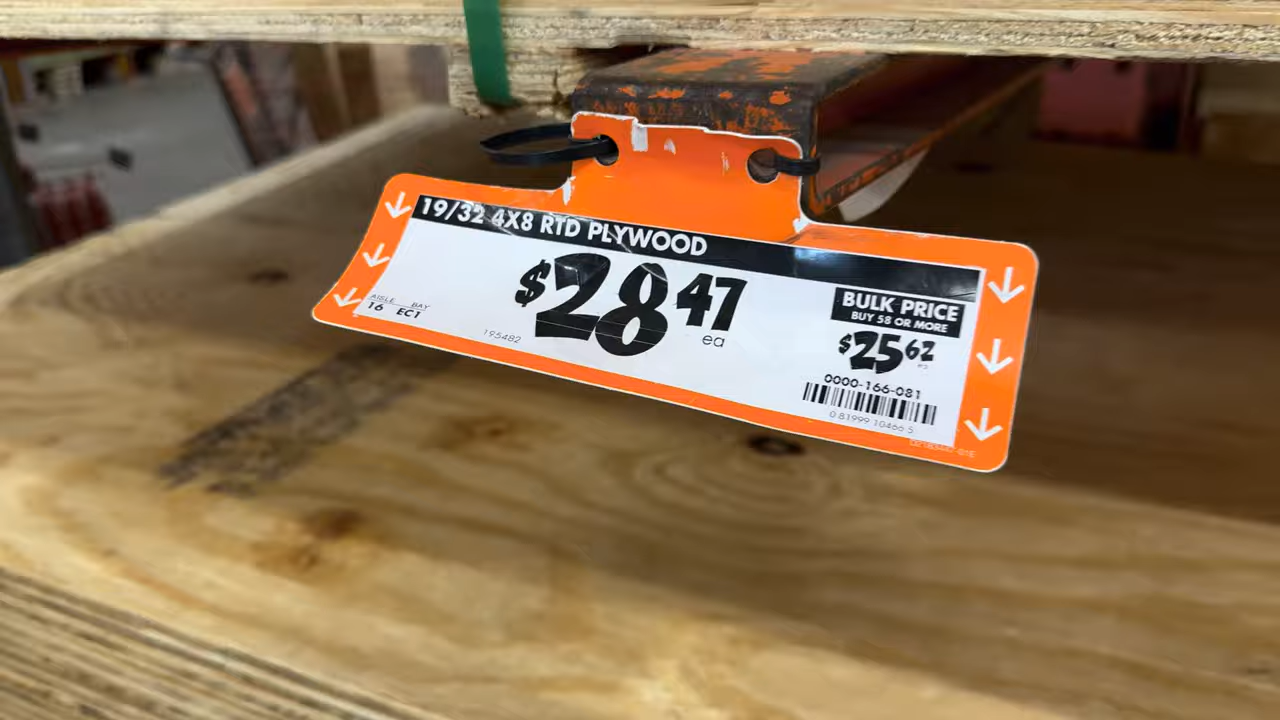 19/32 4X8 RTD PLYWOOD
$28 47
ea
AISLE BAY
16 EC1
195482
BULK PRICE
BUY 58 OR MORE
$25 62
0000-166-081
0 81999 10466 5